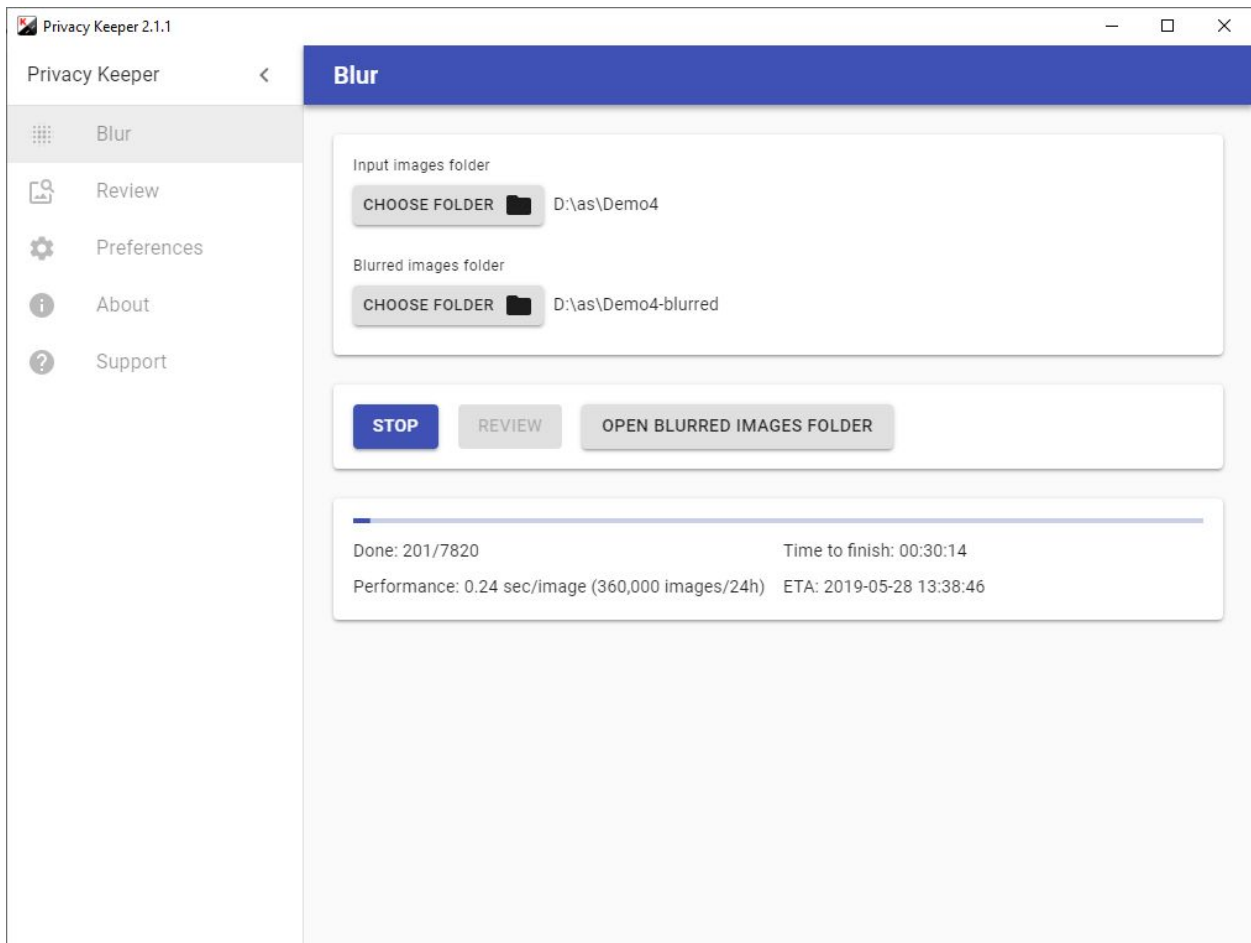 Privacy Keeper 2.1.1
Privacy Keeper
Blur
Review
Preferences
About
Support
Blur
Input images folder
CHOOSE FOLDER D:\as\Demo4
Blurred images folder
CHOOSE FOLDER D:\as\Demo4-blurred
STOP REVIEW OPEN BLURRED IMAGES FOLDER
Done: 201/7820 Time to finish: 00:30:14
Performance: 0.24 sec/image (360,000 images/24h) ETA: 2019-05-28 13:38:46